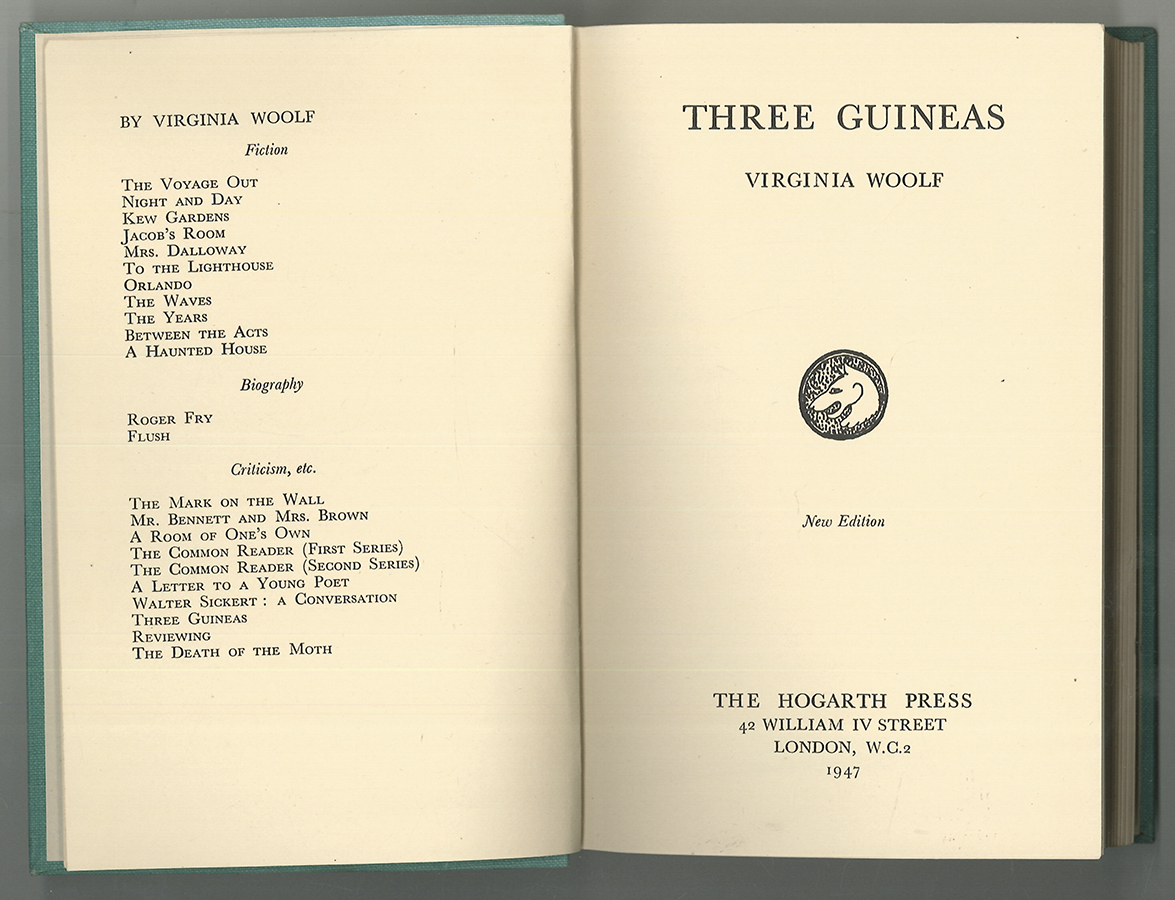 BY VIRGINIA WOOLF
Fiction
THE VOYAGE OUT
NIGHT AND DAY
KEW GARDENS
JACOB'S ROOM
MRS. DALLOWAY
TO THE LIGHTHOUSE
ORLANDO
THE WAVES
THE YEARS
BETWEEN THE ACTS
A HAUNTED HOUSE
Biography
ROGER FRY
FLUSH
Criticism, etc.
THE MARK ON THE WALL
MR. BENNETT AND MRS. BROWN
A ROOM OF ONE'S OWN
THE COMMON READER (FIRST SERIES)
THE COMMON READER (SECOND SERIES)
A LETTER TO A YOUNG POET
WALTER SICKERT : A CONVERSATION
THREE GUINEAS
REVIEWING
THE DEATH OF THE MOTH
THREE GUINEAS
VIRGINIA WOOLF
New Edition
THE HOGARTH PRESS
42 WILLIAM IV STREET
LONDON, W.C.2
1947